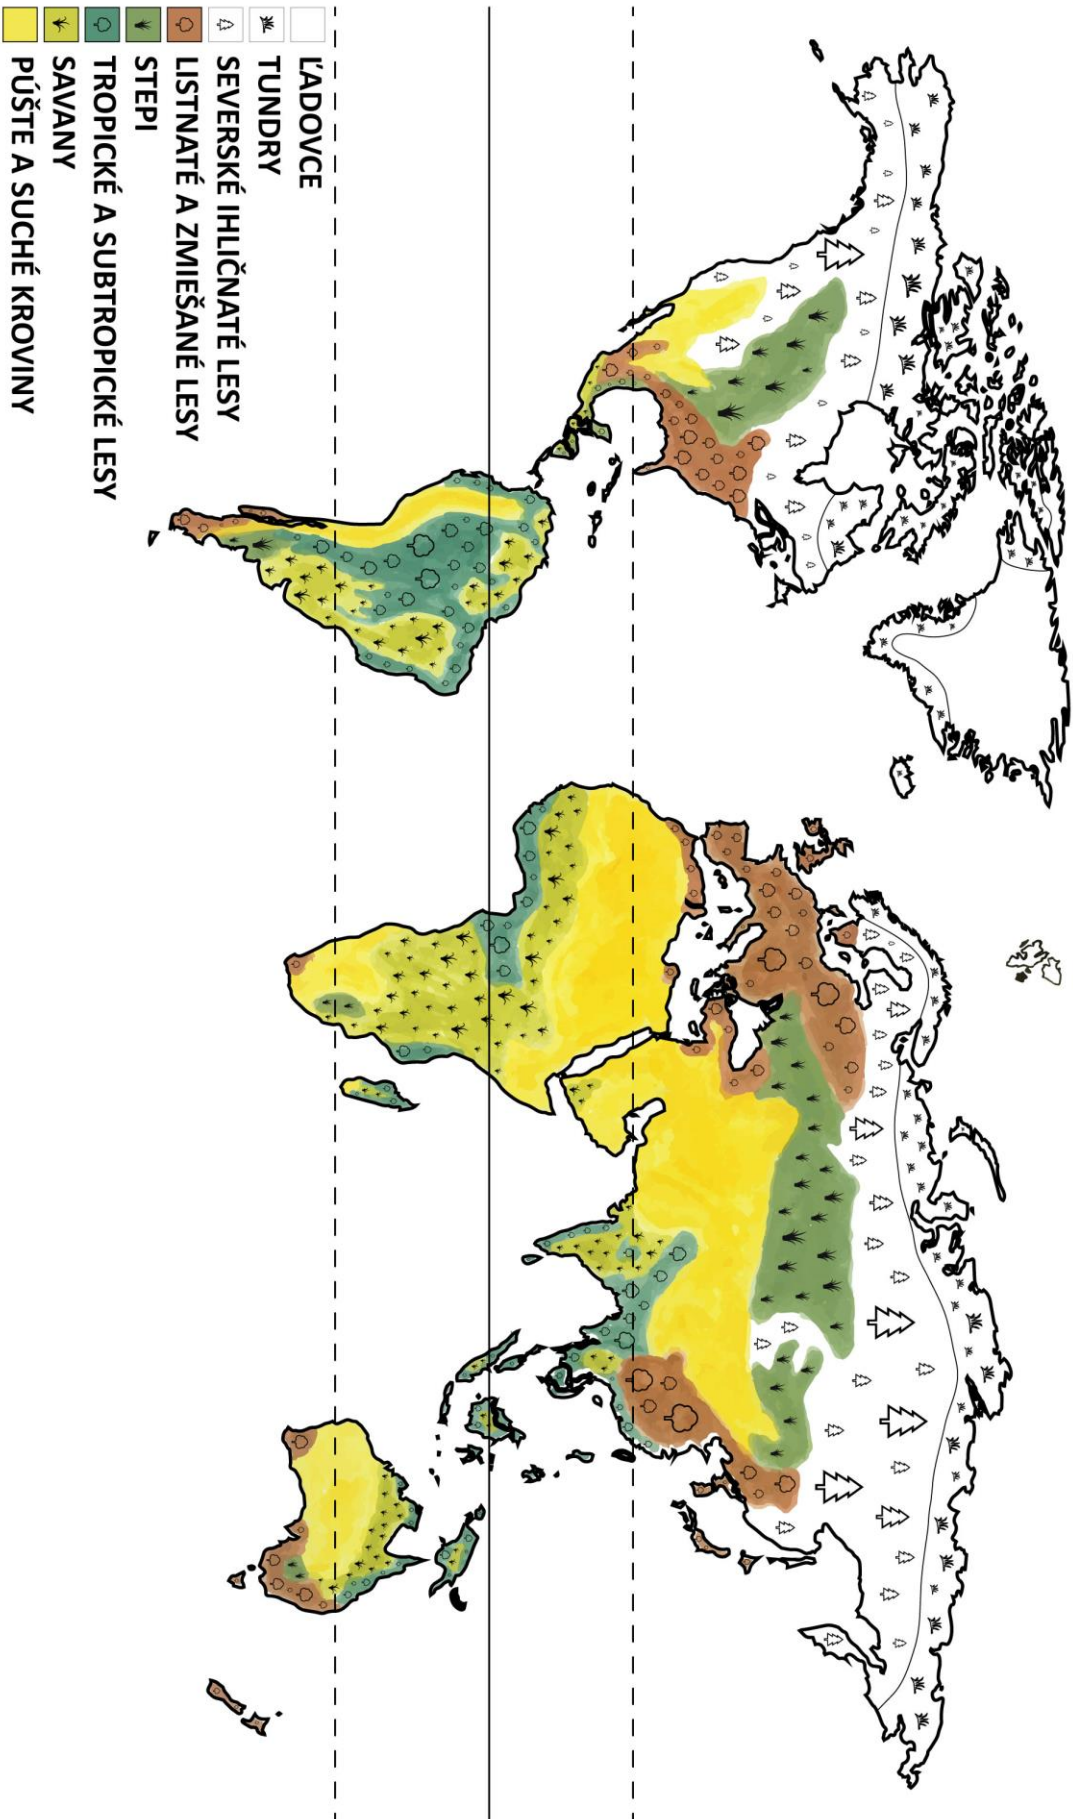 ĽADOVCE
TUNDRY
SEVERSKÉ IHLIČNATÉ LESY
LISTNATÉ A ZMIEŠANÉ LESY
STEPI
TROPICKÉ A SUBTROPICKÉ LESY
SAVANY
PÚŠTE A SUCHÉ KROVINY